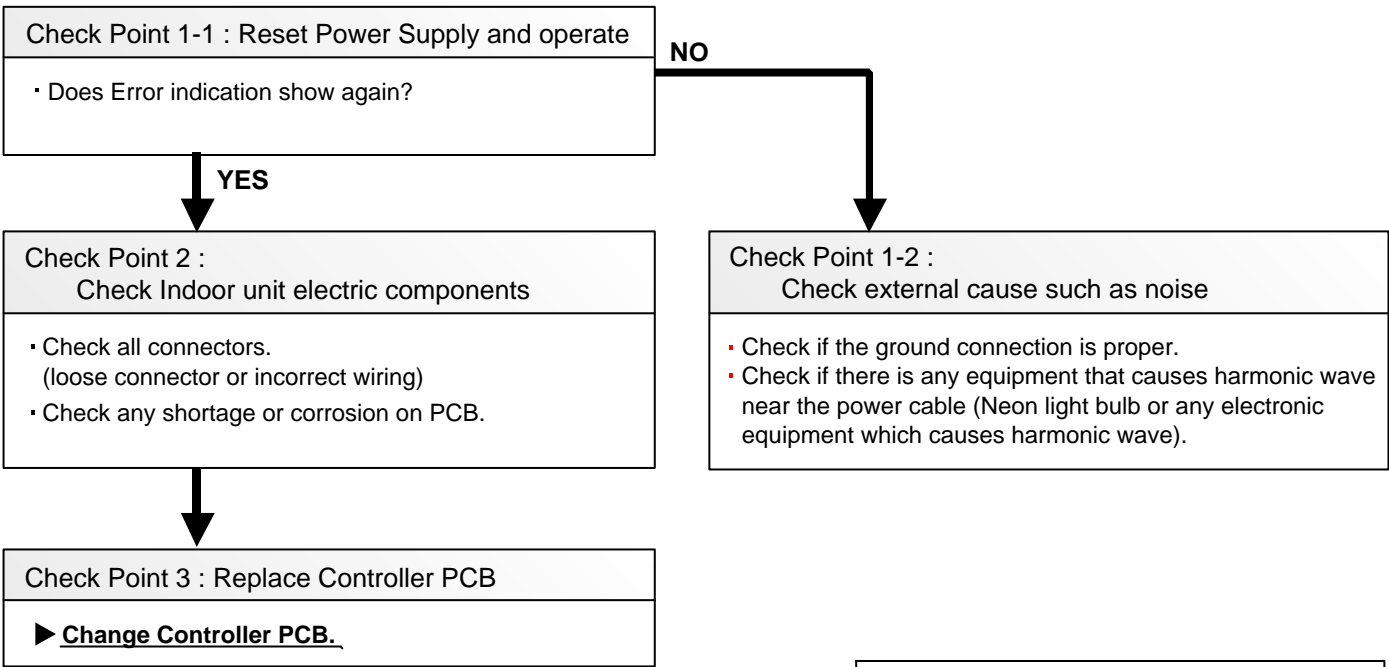 Check Point 1-1 : Reset Power Supply and operate
· Does Error indication show again?
NO
YES
Check Point 2 :
Check Indoor unit electric components
· Check all connectors.
(loose connector or incorrect wiring)
· Check any shortage or corrosion on PCB.
Check Point 1-2 :
Check external cause such as noise
· Check if the ground connection is proper.
· Check if there is any equipment that causes harmonic wave
near the power cable (Neon light bulb or any electronic
equipment which causes harmonic wave).
Check Point 3 : Replace Controller PCB
▶ Change Controller PCB.